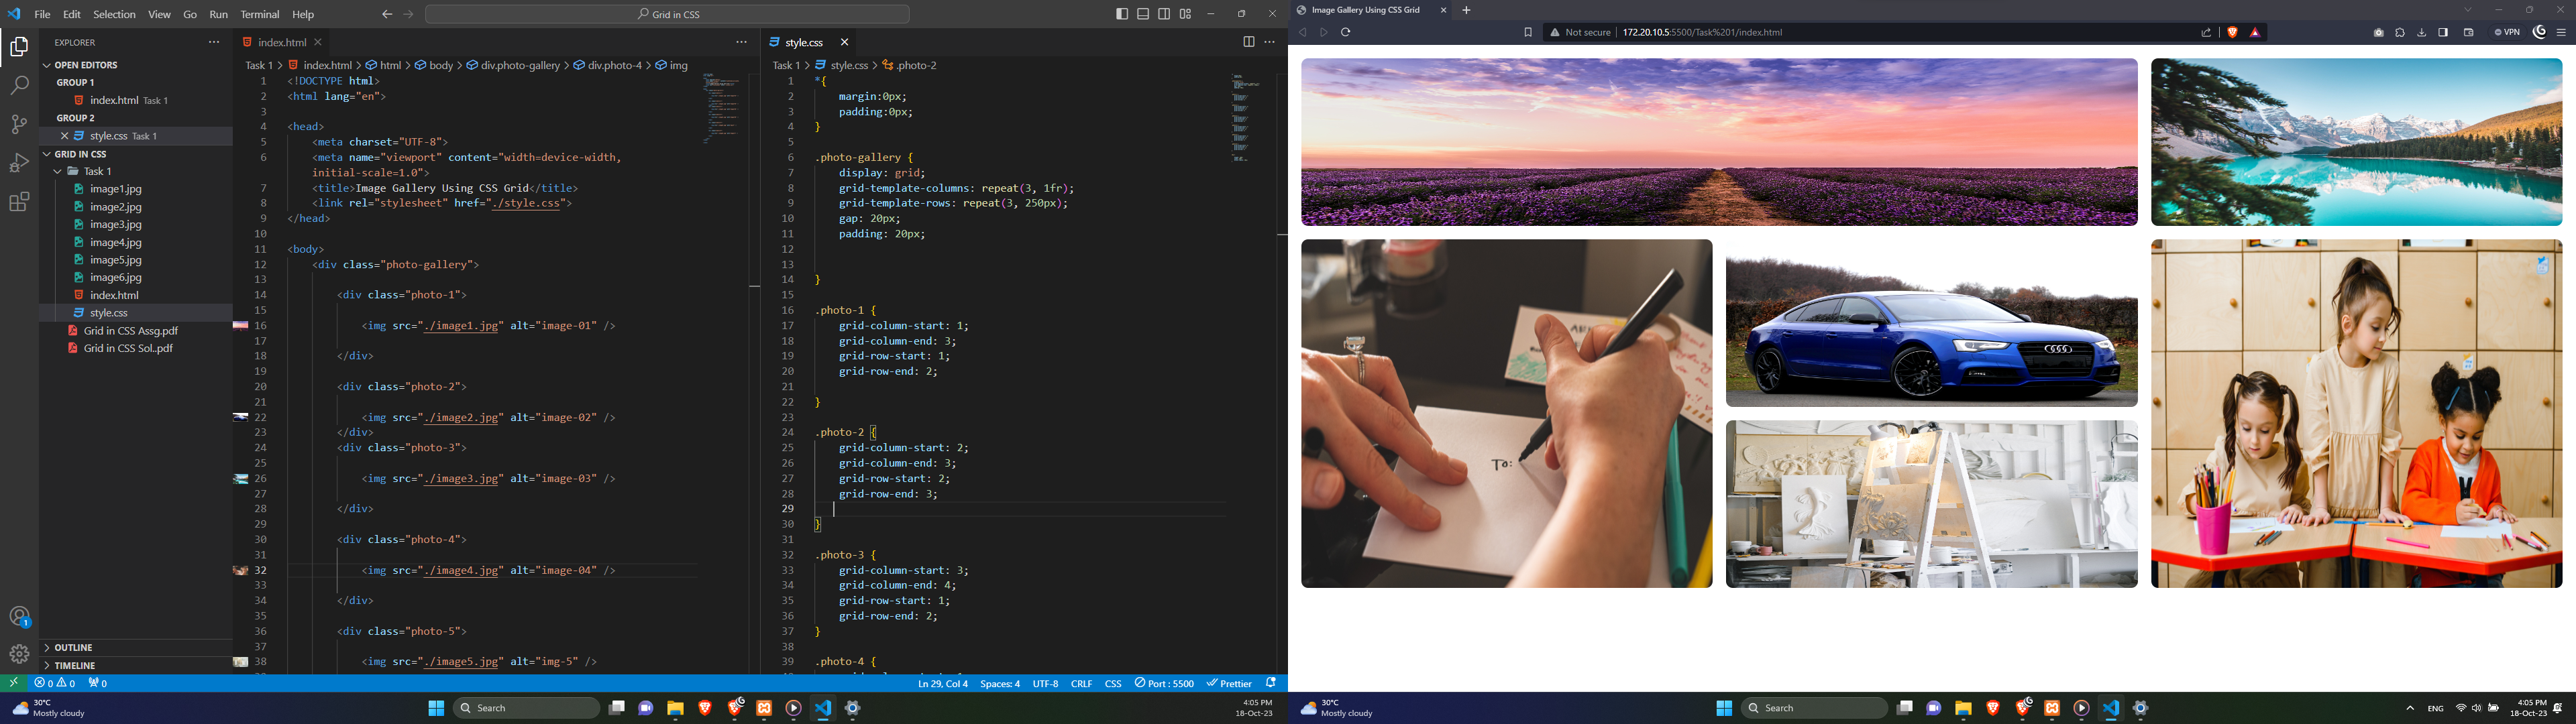 File Edit Selection View Go Run Terminal Help
Grid in CSS
EXPLORER
OPEN EDITORS
GROUP 1
index.html Task 1
GROUP 2
style.css Task 1
GRID IN CSS
Task 1
image1.jpg
image2.jpg
image3.jpg
image4.jpg
image5.jpg
image6.jpg
index.html
style.css
Grid in CSS Assg.pdf
Grid in CSS Sol..pdf
OUTLINE
TIMELINE
index.html
Task 1 > index.html > html > body > div.photo-gallery > div.photo-4 > img
1 <!DOCTYPE html>
2 <html lang="en">
3
4 <head>
5 <meta charset="UTF-8">
6 <meta name="viewport" content="width=device-width,
initial-scale=1.0">
7 <title>Image Gallery Using CSS Grid</title>
8 <link rel="stylesheet" href="./style.css">
9 </head>
10
11 <body>
12 <div class="photo-gallery">
13
14 <div class="photo-1">
15
16 <img src="./image1.jpg" alt="image-01" />
17
18 </div>
19
20 <div class="photo-2">
21
22 <img src="./image2.jpg" alt="image-02" />
23 </div>
24 <div class="photo-3">
25
26 <img src="./image3.jpg" alt="image-03" />
27
28 </div>
29
30 <div class="photo-4">
31
32 <img src="./image4.jpg" alt="image-04" />
33
34 </div>
35
36 <div class="photo-5">
37
38 <img src="./image5.jpg" alt="img-5" />
style.css
Task 1 > style.css > .photo-2
1 *{
2 margin:0px;
3 padding:0px;
4 }
5
6 .photo-gallery {
7 display: grid;
8 grid-template-columns: repeat(3, 1fr);
9 grid-template-rows: repeat(3, 250px);
10 gap: 20px;
11 padding: 20px;
12
13
14 }
15
16 .photo-1 {
17 grid-column-start: 1;
18 grid-column-end: 3;
19 grid-row-start: 1;
20 grid-row-end: 2;
21
22 }
23
24 .photo-2 {
25 grid-column-start: 2;
26 grid-column-end: 3;
27 grid-row-start: 2;
28 grid-row-end: 3;
29
30 }
31
32 .photo-3 {
33 grid-column-start: 3;
34 grid-column-end: 4;
35 grid-row-start: 1;
36 grid-row-end: 2;
37 }
38
39 .photo-4 {
1
0 0 0
Ln 29, Col 4 Spaces: 4 UTF-8 CRLF CSS Port : 5500 Prettier
30°C
Mostly cloudy
Search
4:05 PM
18-Oct-23
Image Gallery Using CSS Grid
Not secure 172.20.10.5:5500/Task%201/index.html
VPN
To:
30°C
Mostly cloudy
Search
ENG
4:05 PM
18-Oct-23